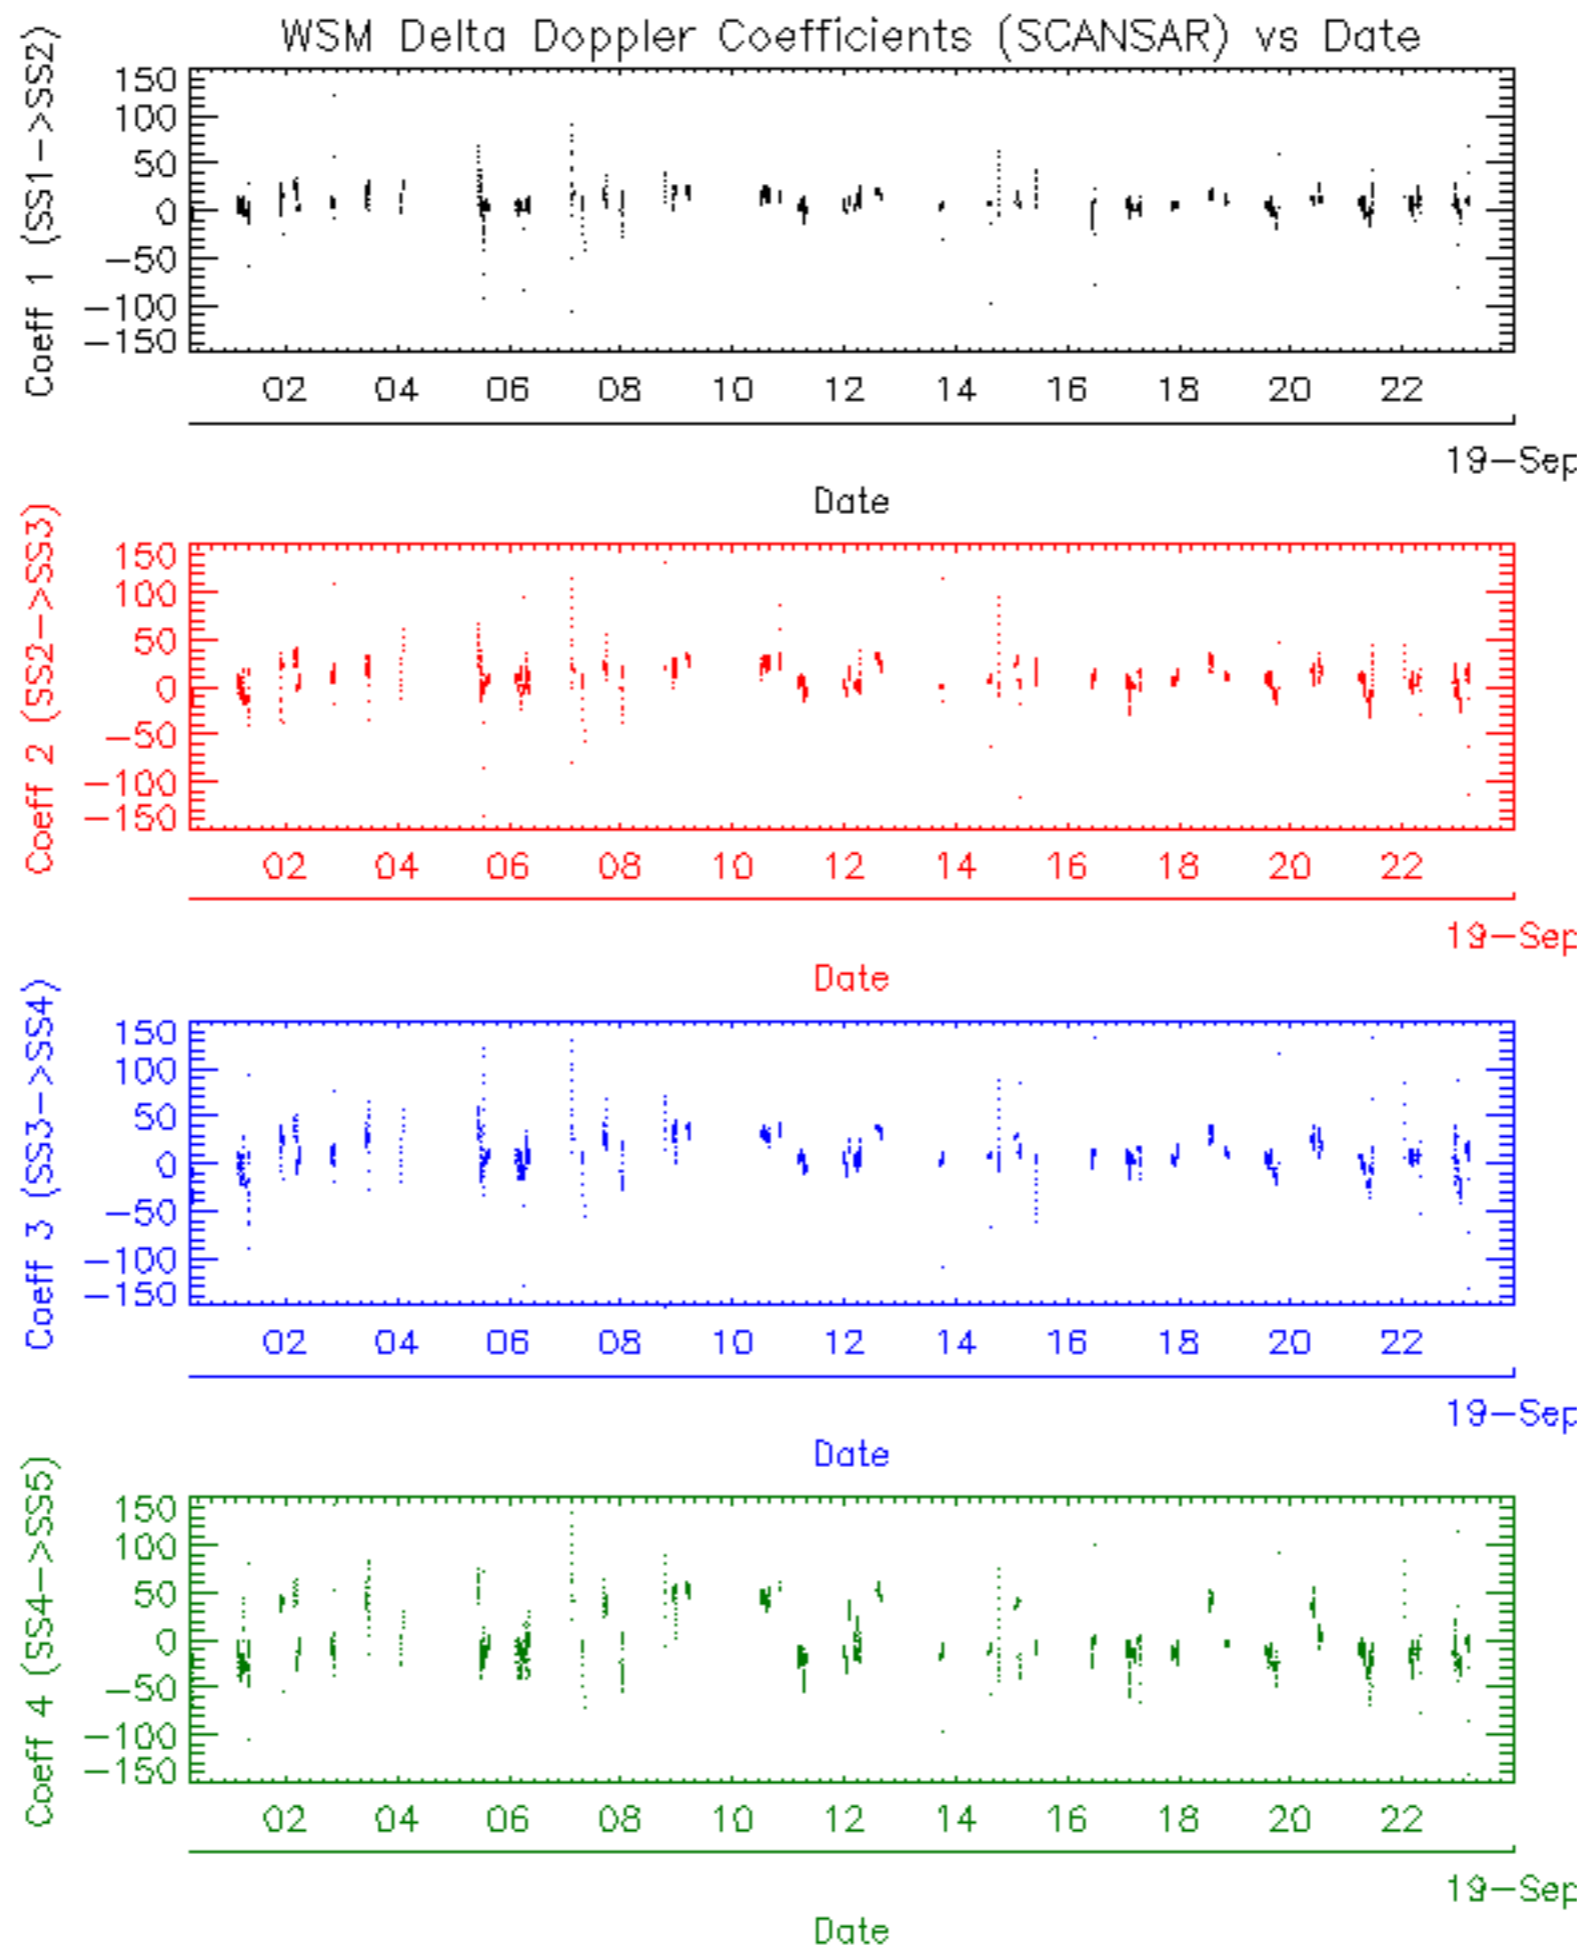 WSM Delta Doppler Coefficients (SCANSAR) vs Date
Coeff 1 (SS1->SS2)
150
100
50
0
-50
-100
-150
02 04 06 08 10 12 14 16 18 20 22
19-Sep
Date
Coeff 2 (SS2->SS3)
150
100
50
0
-50
-100
-150
02 04 06 08 10 12 14 16 18 20 22
19-Sep
Date
Coeff 3 (SS3->SS4)
150
100
50
0
-50
-100
-150
02 04 06 08 10 12 14 16 18 20 22
19-Sep
Date
Coeff 4 (SS4->SS5)
150
100
50
0
-50
-100
-150
02 04 06 08 10 12 14 16 18 20 22
19-Sep
Date